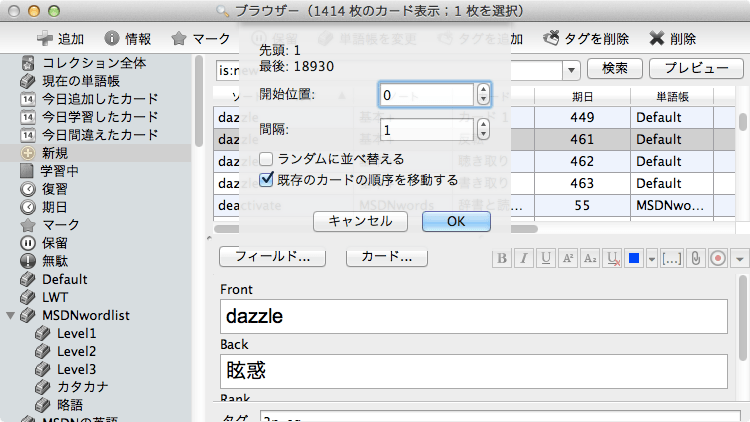 ブラウザー（1414 枚のカード表示；1 枚を選択）
追加 情報 マーク 保留 単語帳を変更 タグを追加 タグを削除 削除
コレクション全体
現在の単語帳
今日追加したカード
今日学習したカード
今日間違えたカード
新規
学習中
復習
期日
マーク
保留
無駄
Default
LWT
MSDNwordlist
Level1
Level2
Level3
カタカナ
略語
MSDNの英語
is:new
検索
プレビュー
先頭: 1
最後: 18930
開始位置: 0
間隔: 1
ランダムに並べ替える
既存のカードの順序を移動する
キャンセル
OK
期日 単語帳
449 Default
461 Default
462 Default
463 Default
55 MSDNwo...
フィールド...
カード...
B I U A² A₂ U [...]
Front
dazzle
Back
眩惑
Rank
タグ